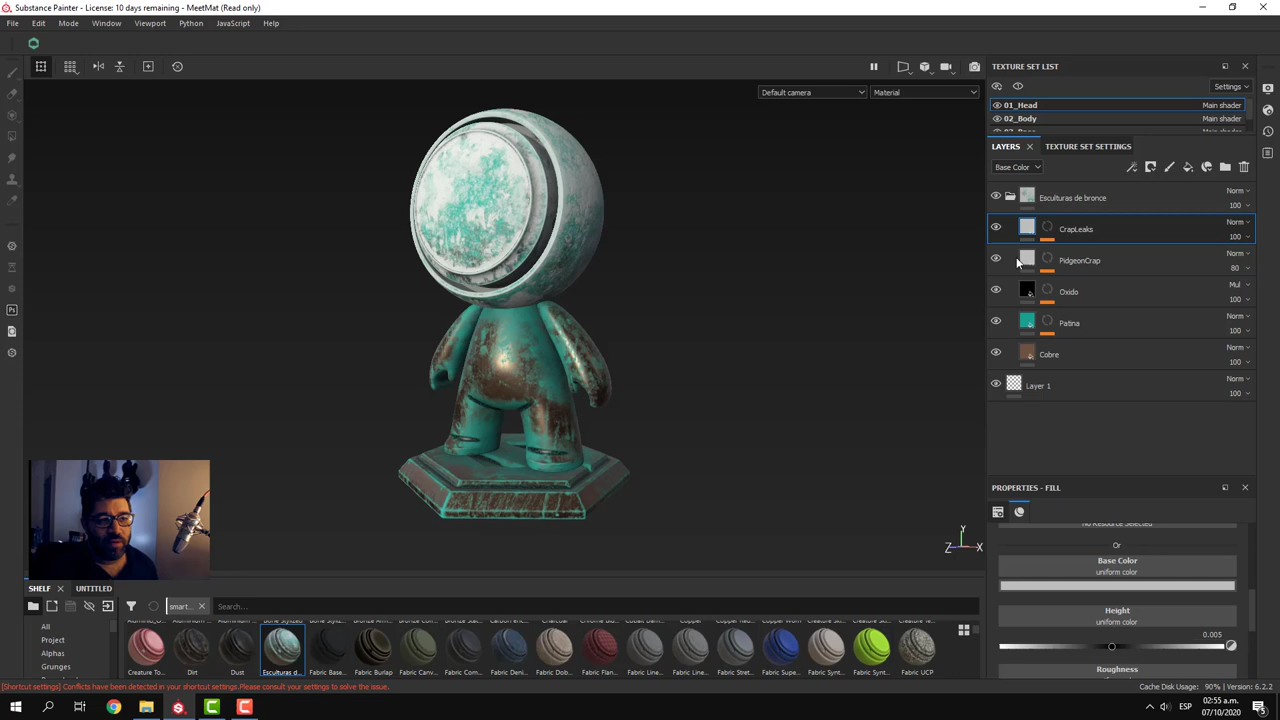 Substance Painter - License: 10 days remaining - MeetMat (Read only)
File Edit Mode Window Viewport Python JavaScript Help
Default camera Material
TEXTURE SET LIST
Settings
01_Head Main shader
02_Body Main shader
LAYERS TEXTURE SET SETTINGS
Base Color
Esculturas de bronce Norm 100
CrapLeaks Norm 100
PidgeonCrap Norm 80
Oxido Mul 100
Patina Norm 100
Cobre Norm 100
Layer 1 Norm 100
PROPERTIES - FILL
No Resource Selected
Or
Base Color
uniform color
Height
uniform color
0.005
Roughness
Y
Z X
SHELF UNTITLED
smart... Search...
All
Project
Alphas
Grunges
Creature To... Dirt Dust Esculturas d... Fabric Base... Fabric Burlap Fabric Canv... Fabric Com... Fabric Deni... Fabric Dob... Fabric Flan... Fabric Line... Fabric Line... Fabric Supe... Fabric Synt... Fabric Synt... Fabric UCP
[Shortcut settings] Conflicts have been detected in your shortcut settings.Please consult your settings to solve the issue.
Cache Disk Usage: 90% | Version: 6.2.2
Ps
ESP
02:55 a.m.
07/10/2020
5